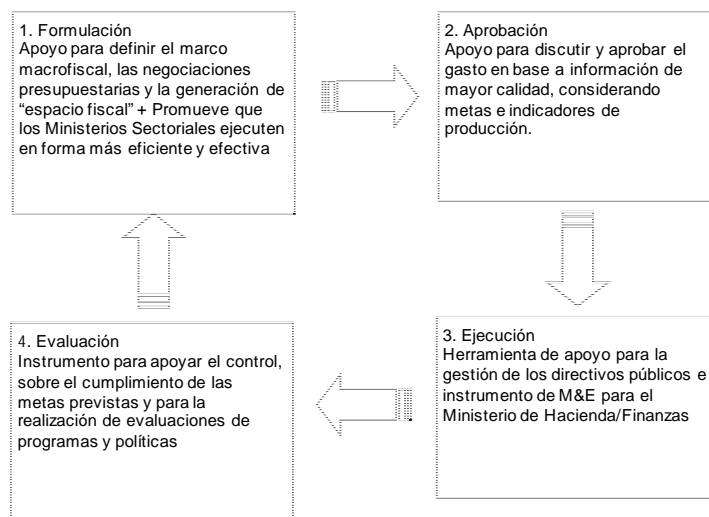 1. Formulación
Apoyo para definir el marco
macrofiscal, las negociaciones
presupuestarias y la generación de
“espacio fiscal” + Promueve que
los Ministerios Sectoriales ejecuten
en forma más eficiente y efectiva
2. Aprobación
Apoyo para discutir y aprobar el
gasto en base a información de
mayor calidad, considerando
metas e indicadores de
producción.
3. Ejecución
Herramienta de apoyo para la
gestión de los directivos públicos e
instrumento de M&E para el
Ministerio de Hacienda/Finanzas
4. Evaluación
Instrumento para apoyar el control,
sobre el cumplimiento de las
metas previstas y para la
realización de evaluaciones de
programas y políticas